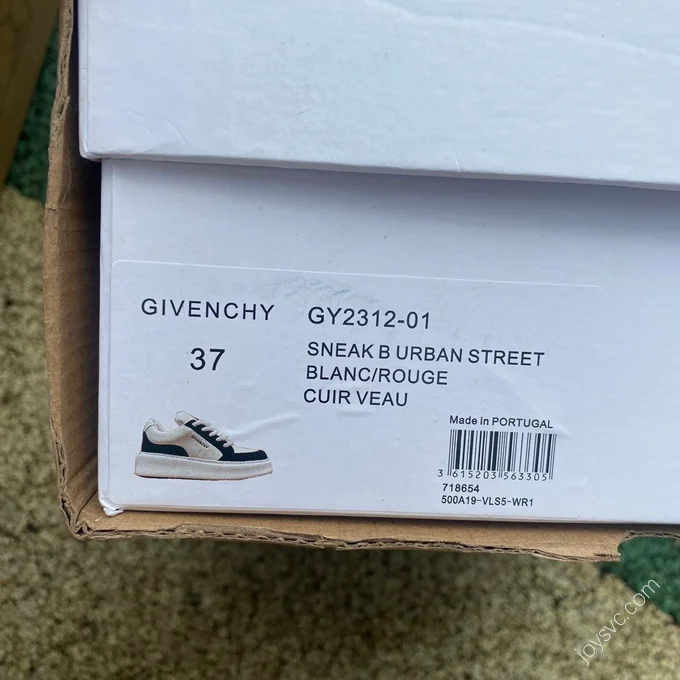 GIVENCHY GY2312-01
37
SNEAK B URBAN STREET
BLANC/ROUGE
CUIR VEAU
GIVENCHY
Made in PORTUGAL
3 615203 563305
718654
500A19-VLS5-WR1
joysvc.com